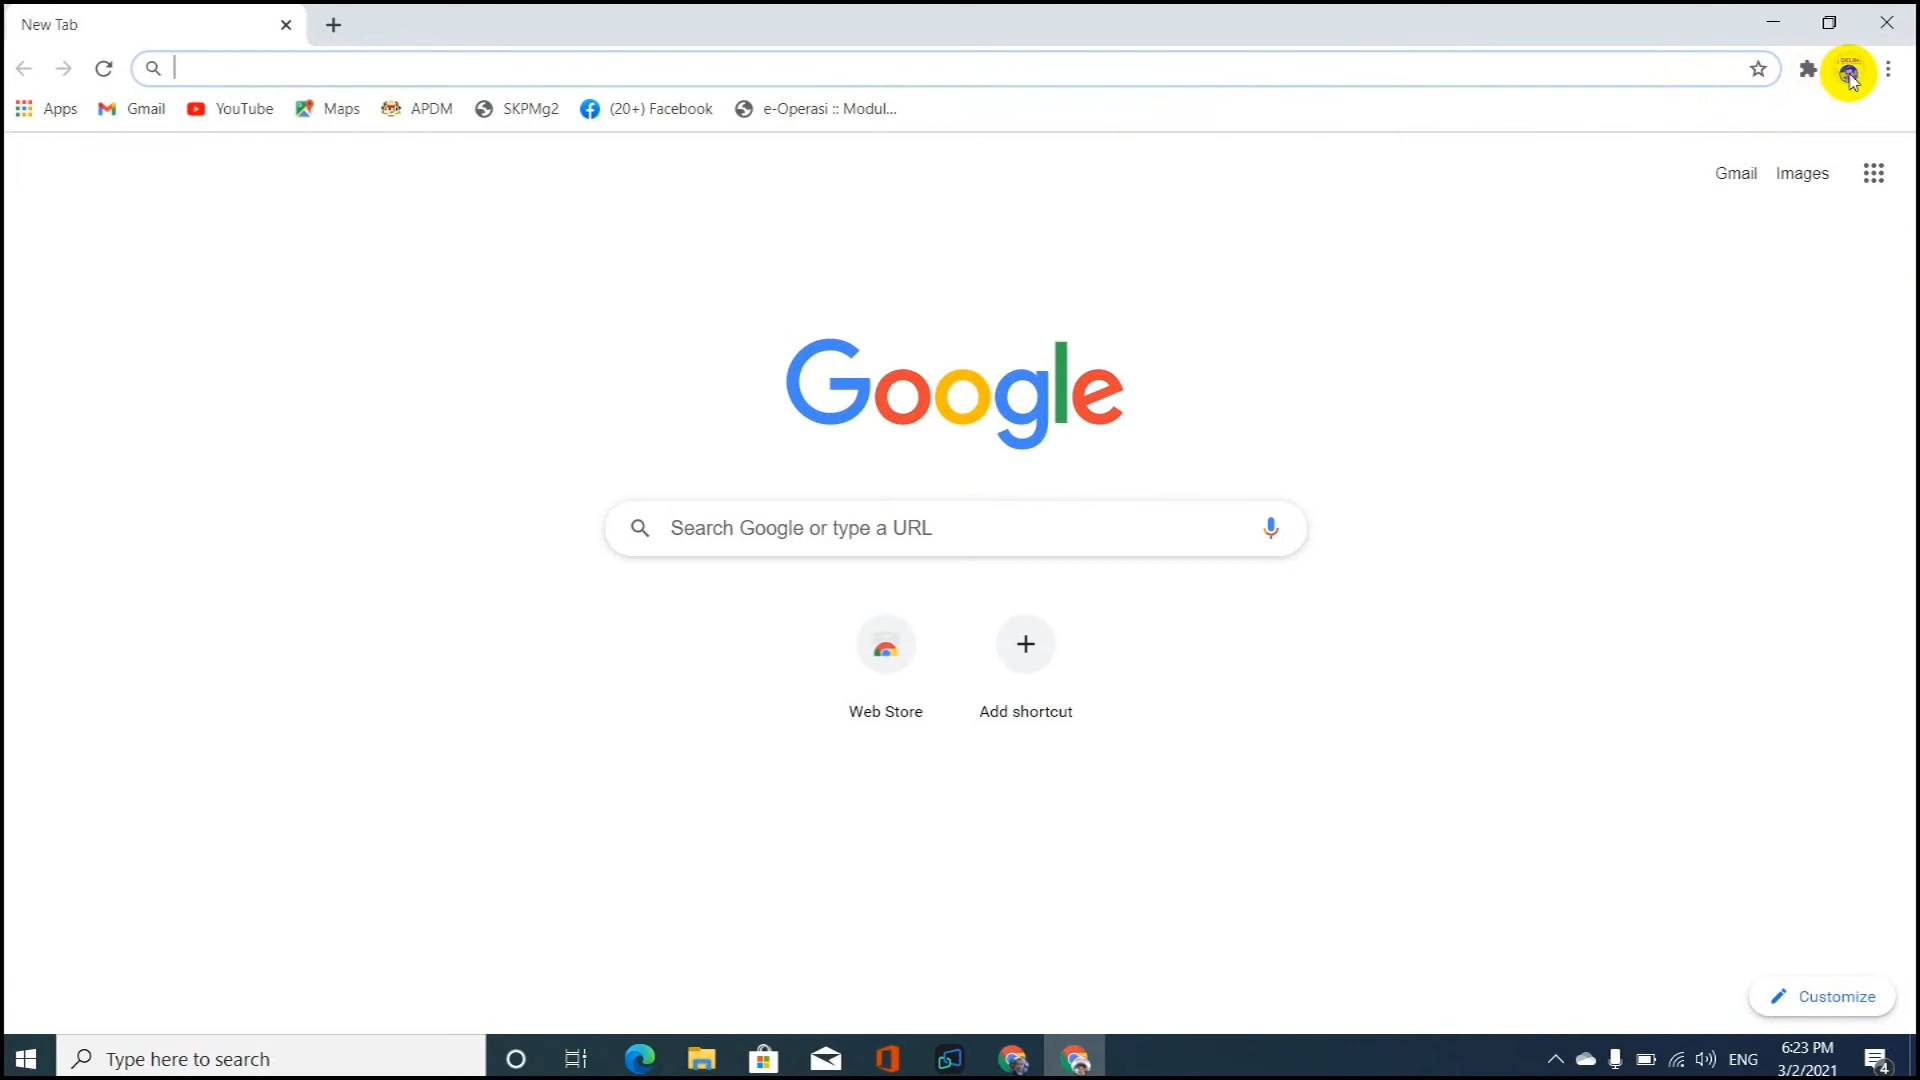 New Tab
Apps Gmail YouTube Maps APDM SKPMg2 (20+) Facebook e-Operasi :: Modul...
Gmail Images
Google
Search Google or type a URL
Web Store Add shortcut
Customize
Type here to search
ENG
6:23 PM
3/2/2021
4